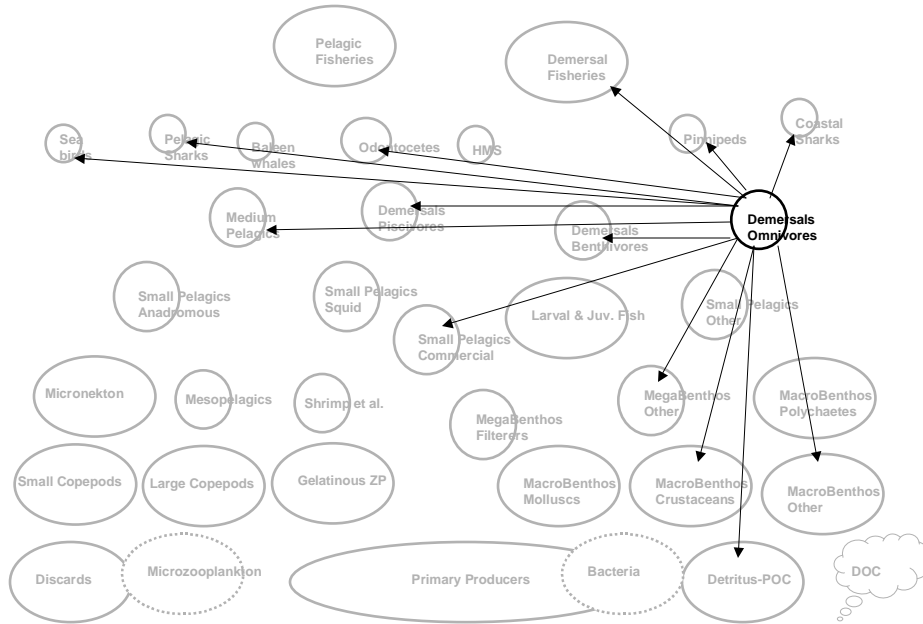 Pelagic
Fisheries
Demersal
Fisheries
Sea
birds
Pelagic
Sharks
Baleen
whales
Odontocetes
HMS
Pinnipeds
Coastal
Sharks
Medium
Pelagics
Demersals
Piscivores
Demersals
Benthivores
Demersals
Omnivores
Small Pelagics
Anadromous
Small Pelagics
Squid
Small Pelagics
Commercial
Larval & Juv. Fish
Small Pelagics
Other
Micronekton
Mesopelagics
Shrimp et al.
MegaBenthos
Filterers
MegaBenthos
Other
MacroBenthos
Polychaetes
Small Copepods
Large Copepods
Gelatinous ZP
MacroBenthos
Molluscs
MacroBenthos
Crustaceans
MacroBenthos
Other
Discards
Microzooplankton
Primary Producers
Bacteria
Detritus-POC
DOC